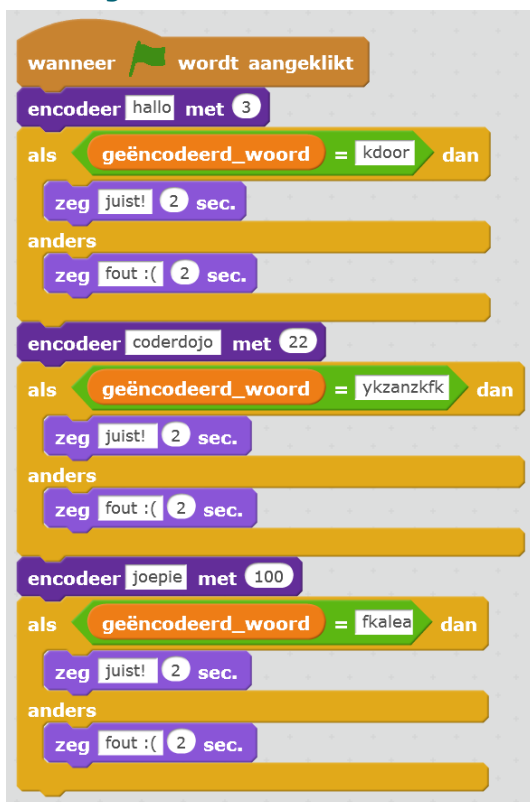 wanneer wordt aangeklikt
encodeer hallo met 3
als geëncodeerd_woord = kdoor dan
zeg juist! 2 sec.
anders
zeg fout :( 2 sec.
encodeer coderdojo met 22
als geëncodeerd_woord = ykzanzkfk dan
zeg juist! 2 sec.
anders
zeg fout :( 2 sec.
encodeer joepie met 100
als geëncodeerd_woord = fkalea dan
zeg juist! 2 sec.
anders
zeg fout :( 2 sec.